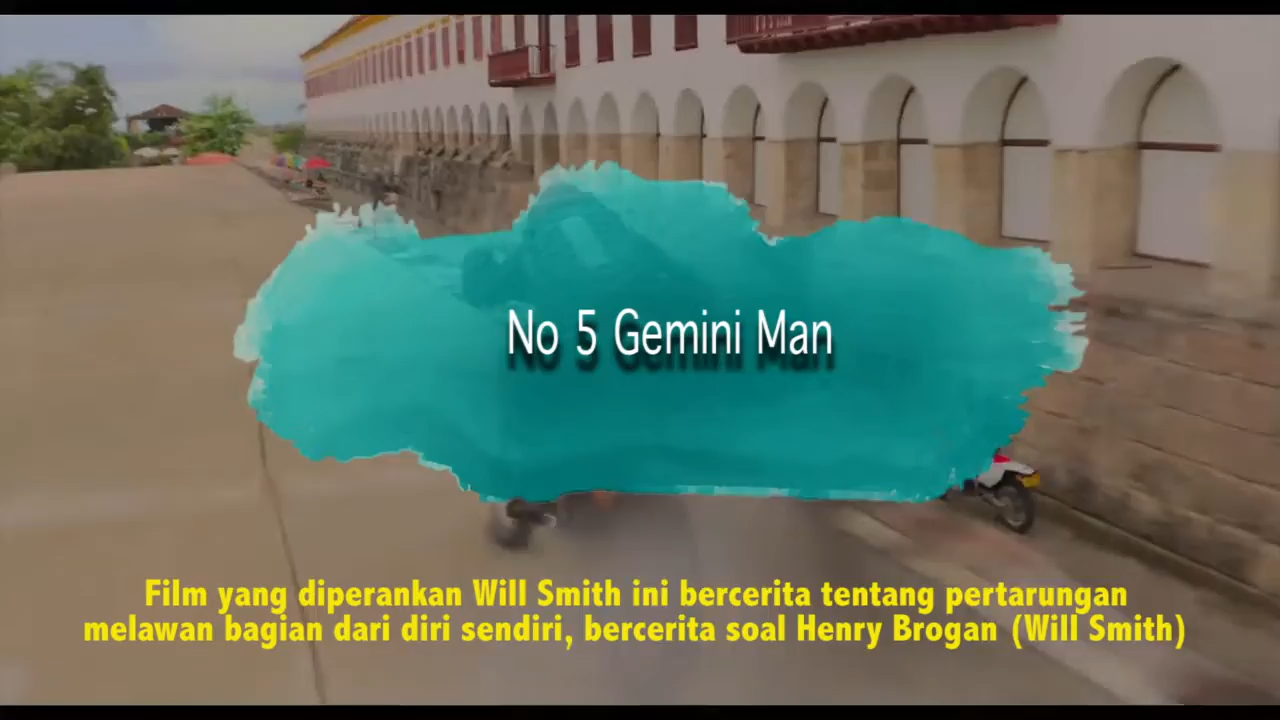 No 5 Gemini Man
Film yang diperankan Will Smith ini bercerita tentang pertarungan
melawan bagian dari diri sendiri, bercerita soal Henry Brogan (Will Smith)